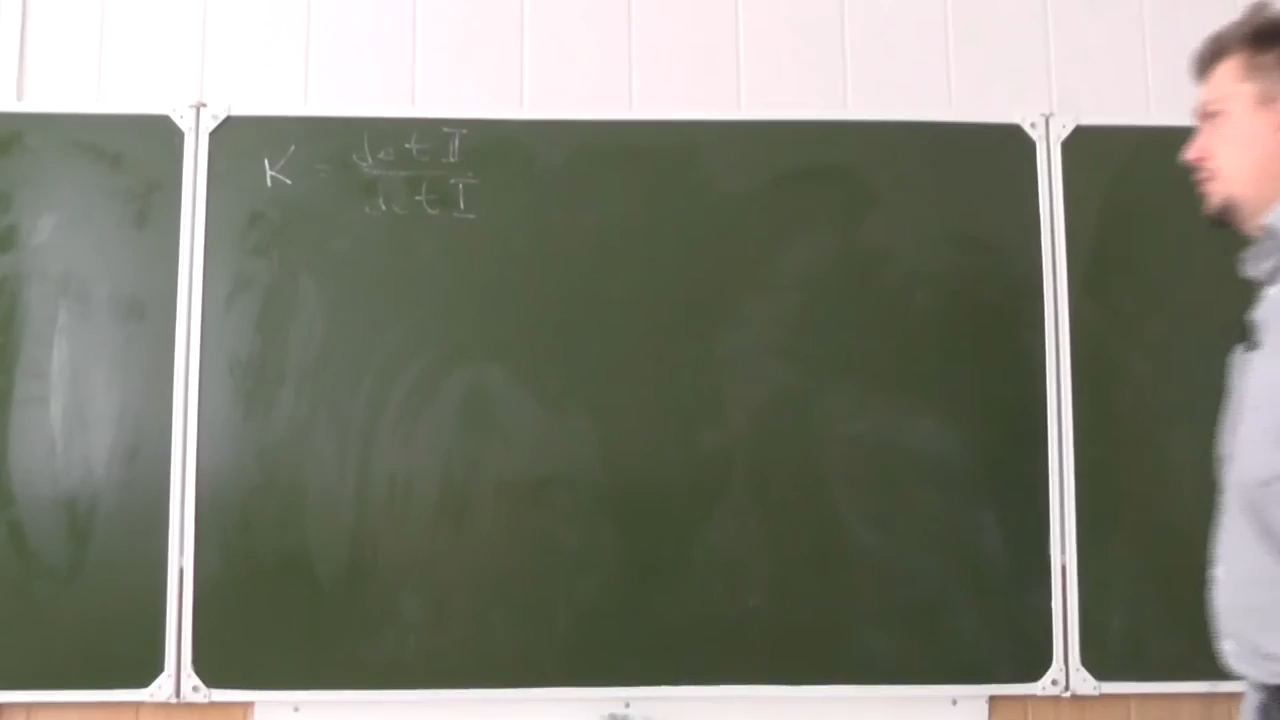 K = det II / det I